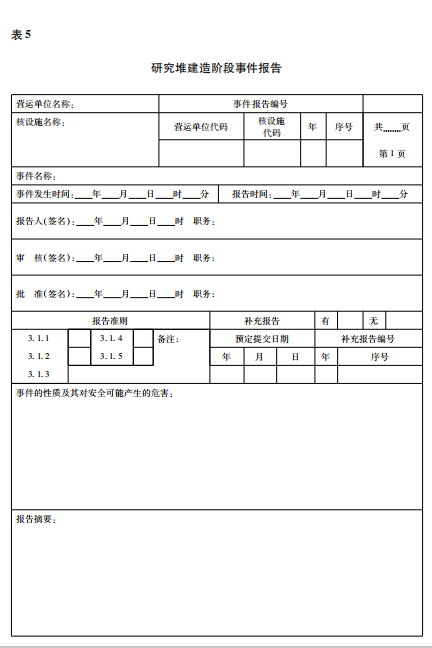 表 5
研究堆建造阶段事件报告
营运单位名称： 事件报告编号
核设施名称： 营运单位代码 核设施代码 年 序号 共........页
第 1 页
事件名称：
事件发生时间：___年___月___日___时___分 报告时间：___年___月___日___时___分
报告人(签名)：___年___月___日___时 职务：
审 核(签名)：___年___月___日___时 职务：
批 准(签名)：___年___月___日___时 职务：
报告准则 补充报告 有 无
3. 1. 1 3. 1. 4 备注： 预定提交日期 补充报告编号
3. 1. 2 3. 1. 5 年 月 日 年 序号
3. 1. 3
事件的性质及其对安全可能产生的危害：
报告摘要：